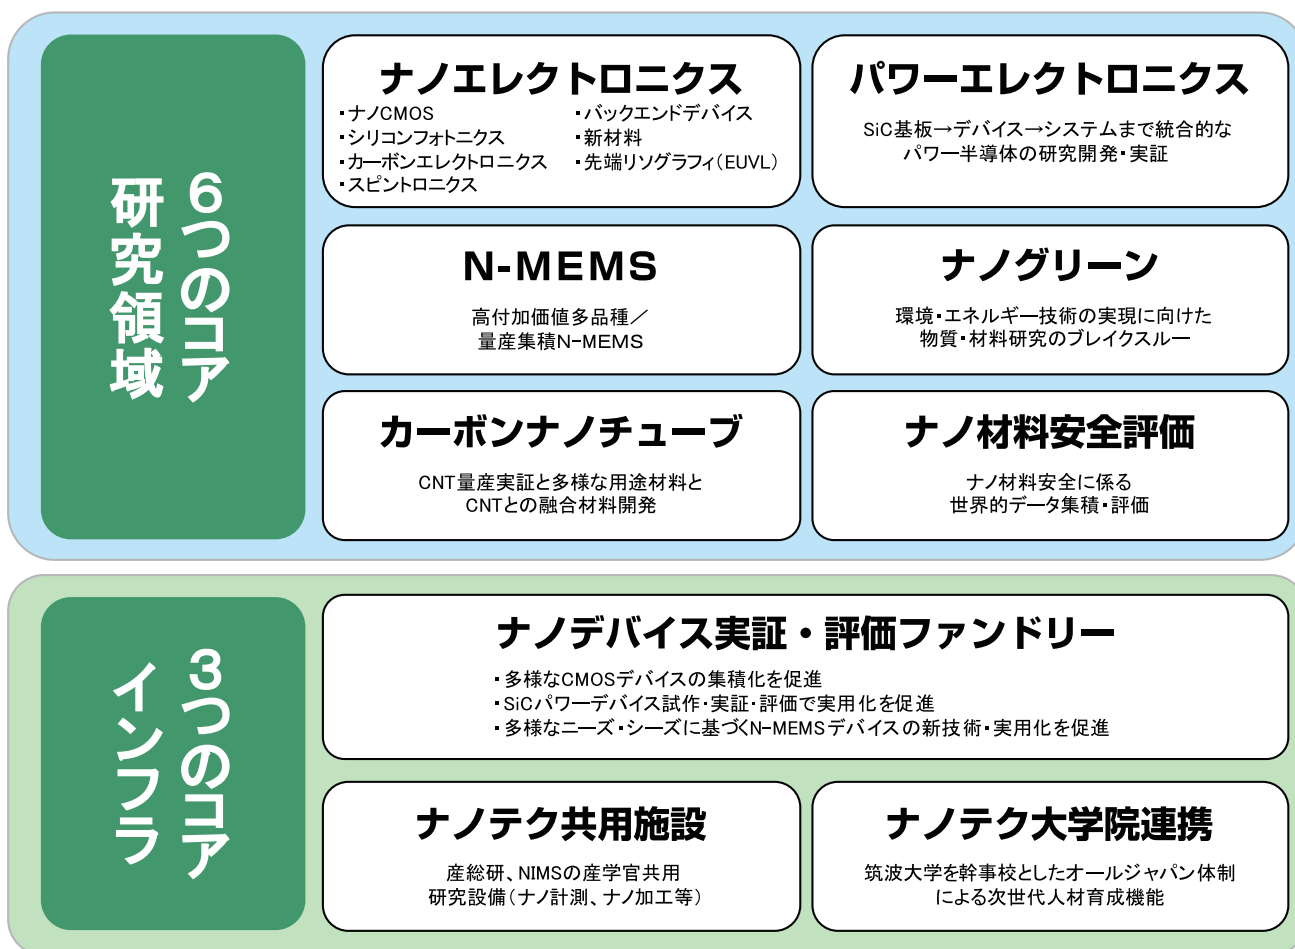 6つのコア
研究領域
ナノエレクトロニクス
・ナノCMOS
・シリコンフォトニクス
・カーボンエレクトロニクス
・スピントロニクス
・バックエンドデバイス
・新材料
・先端リソグラフィ(EUVL)
パワーエレクトロニクス
SiC基板→デバイス→システムまで統合的な
パワー半導体の研究開発・実証
N-MEMS
高付加価値多品種／
量産集積N-MEMS
ナノグリーン
環境・エネルギー技術の実現に向けた
物質・材料研究のブレイクスルー
カーボンナノチューブ
CNT量産実証と多様な用途材料と
CNTとの融合材料開発
ナノ材料安全評価
ナノ材料安全に係る
世界的データ集積・評価
3つのコア
インフラ
ナノデバイス実証・評価ファンドリー
・多様なCMOSデバイスの集積化を促進
・SiCパワーデバイス試作・実証・評価で実用化を促進
・多様なニーズ・シーズに基づくN-MEMSデバイスの新技術・実用化を促進
ナノテク共用施設
産総研、NIMSの産学官共用
研究設備(ナノ計測、ナノ加工等)
ナノテク大学院連携
筑波大学を幹事校としたオールジャパン体制
による次世代人材育成機能